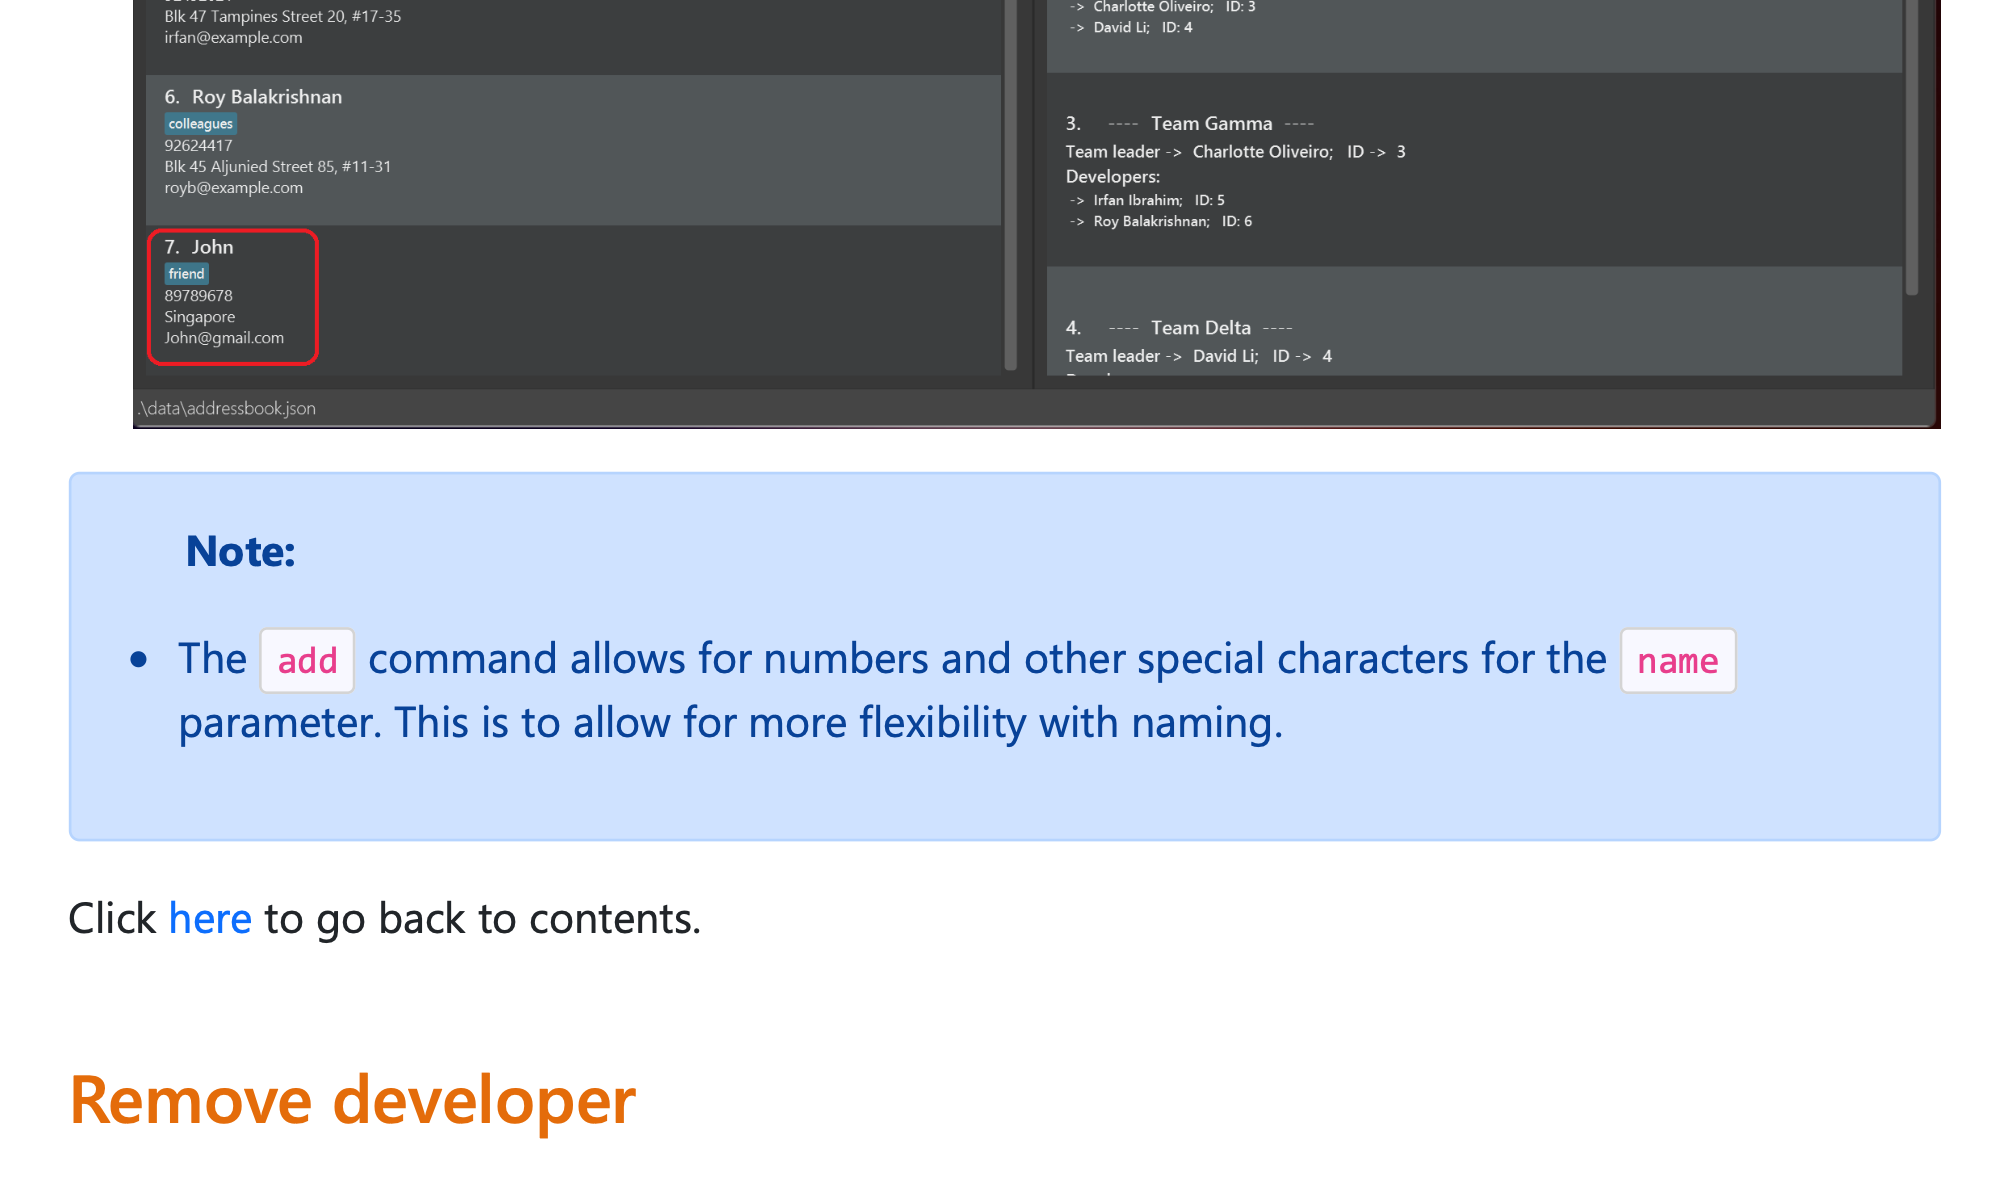 Blk 47 Tampines Street 20, #17-35
irfan@example.com
6. Roy Balakrishnan
colleagues
92624417
Blk 45 Aljunied Street 85, #11-31
royb@example.com
7. John
friend
89789678
Singapore
John@gmail.com
-> Charlotte Oliveiro; ID: 3
-> David Li; ID: 4
3. ---- Team Gamma ----
Team leader -> Charlotte Oliveiro; ID -> 3
Developers:
-> Irfan Ibrahim; ID: 5
-> Roy Balakrishnan; ID: 6
4. ---- Team Delta ----
Team leader -> David Li; ID -> 4
.\data\addressbook.json
Note:
• The add command allows for numbers and other special characters for the name
parameter. This is to allow for more flexibility with naming.
Click here to go back to contents.
Remove developer